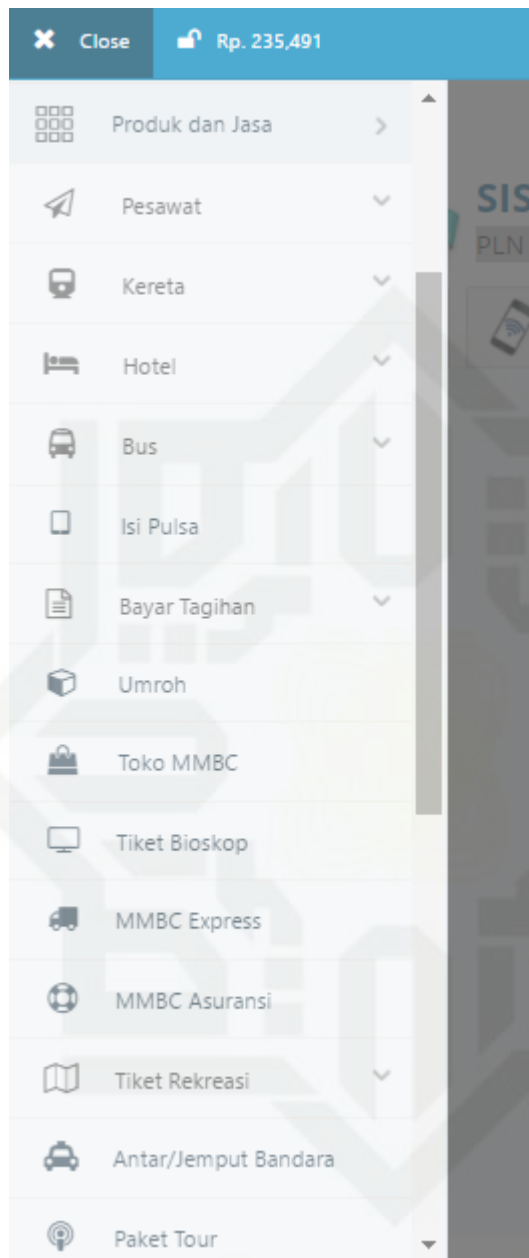 Close
Rp. 235,491
Produk dan Jasa
Pesawat
SIS
PLN
Kereta
Hotel
Bus
Isi Pulsa
Bayar Tagihan
Umroh
Toko MMBC
Tiket Bioskop
MMBC Express
MMBC Asuransi
Tiket Rekreasi
Antar/Jemput Bandara
Paket Tour